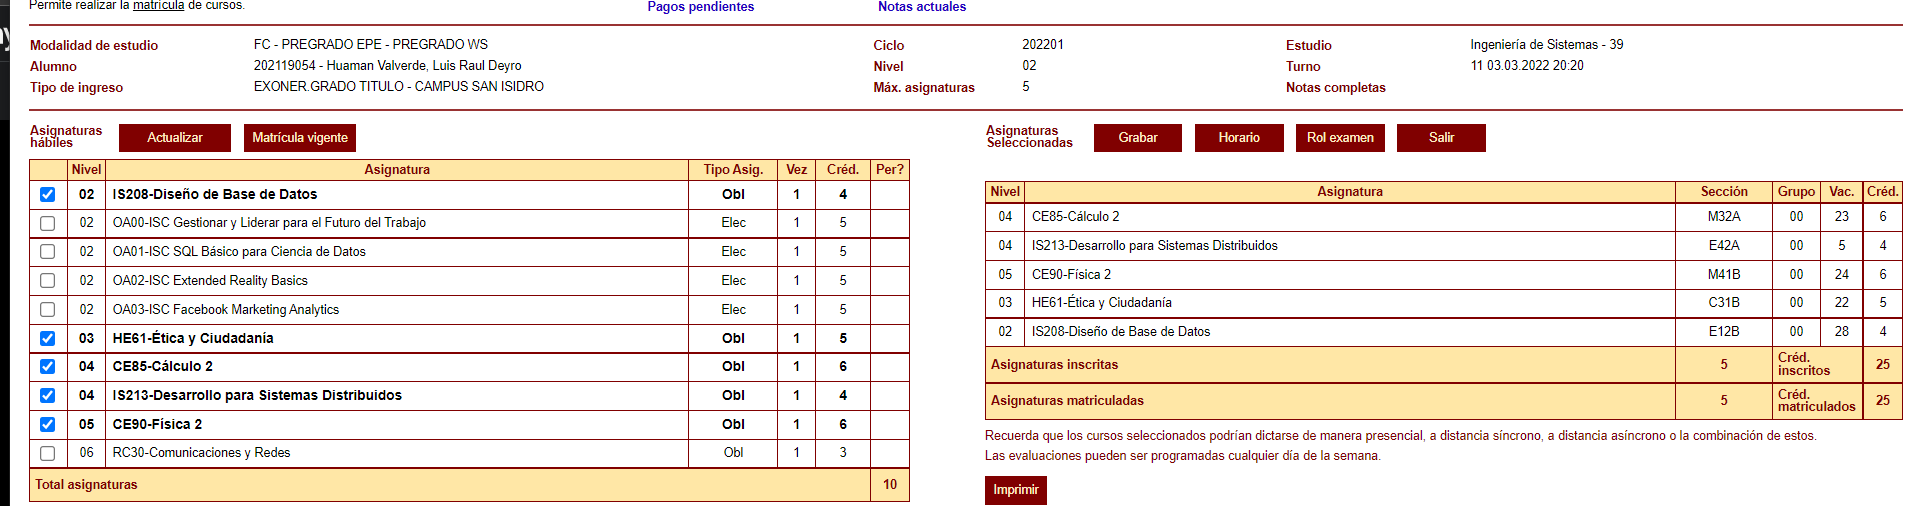 Permite realizar la matrícula de cursos.
Pagos pendientes
Notas actuales
Modalidad de estudio FC - PREGRADO EPE - PREGRADO WS Ciclo 202201 Estudio Ingeniería de Sistemas - 39
Alumno 202119054 - Huaman Valverde, Luis Raul Deyro Nivel 02 Turno 11 03.03.2022 20:20
Tipo de ingreso EXONER.GRADO TITULO - CAMPUS SAN ISIDRO Máx. asignaturas 5 Notas completas
Asignaturas
hábiles
Actualizar
Matrícula vigente
Nivel Asignatura Tipo Asig. Vez Créd. Per?
02 IS208-Diseño de Base de Datos Obl 1 4
02 OA00-ISC Gestionar y Liderar para el Futuro del Trabajo Elec 1 5
02 OA01-ISC SQL Básico para Ciencia de Datos Elec 1 5
02 OA02-ISC Extended Reality Basics Elec 1 5
02 OA03-ISC Facebook Marketing Analytics Elec 1 5
03 HE61-Ética y Ciudadanía Obl 1 5
04 CE85-Cálculo 2 Obl 1 6
04 IS213-Desarrollo para Sistemas Distribuidos Obl 1 4
05 CE90-Física 2 Obl 1 6
06 RC30-Comunicaciones y Redes Obl 1 3
Total asignaturas 10
Asignaturas
Seleccionadas
Grabar
Horario
Rol examen
Salir
Nivel Asignatura Sección Grupo Vac. Créd.
04 CE85-Cálculo 2 M32A 00 23 6
04 IS213-Desarrollo para Sistemas Distribuidos E42A 00 5 4
05 CE90-Física 2 M41B 00 24 6
03 HE61-Ética y Ciudadanía C31B 00 22 5
02 IS208-Diseño de Base de Datos E12B 00 28 4
Asignaturas inscritas 5 Créd. inscritos 25
Asignaturas matriculadas 5 Créd. matriculados 25
Recuerda que los cursos seleccionados podrían dictarse de manera presencial, a distancia síncrono, a distancia asíncrono o la combinación de estos.
Las evaluaciones pueden ser programadas cualquier día de la semana.
Imprimir